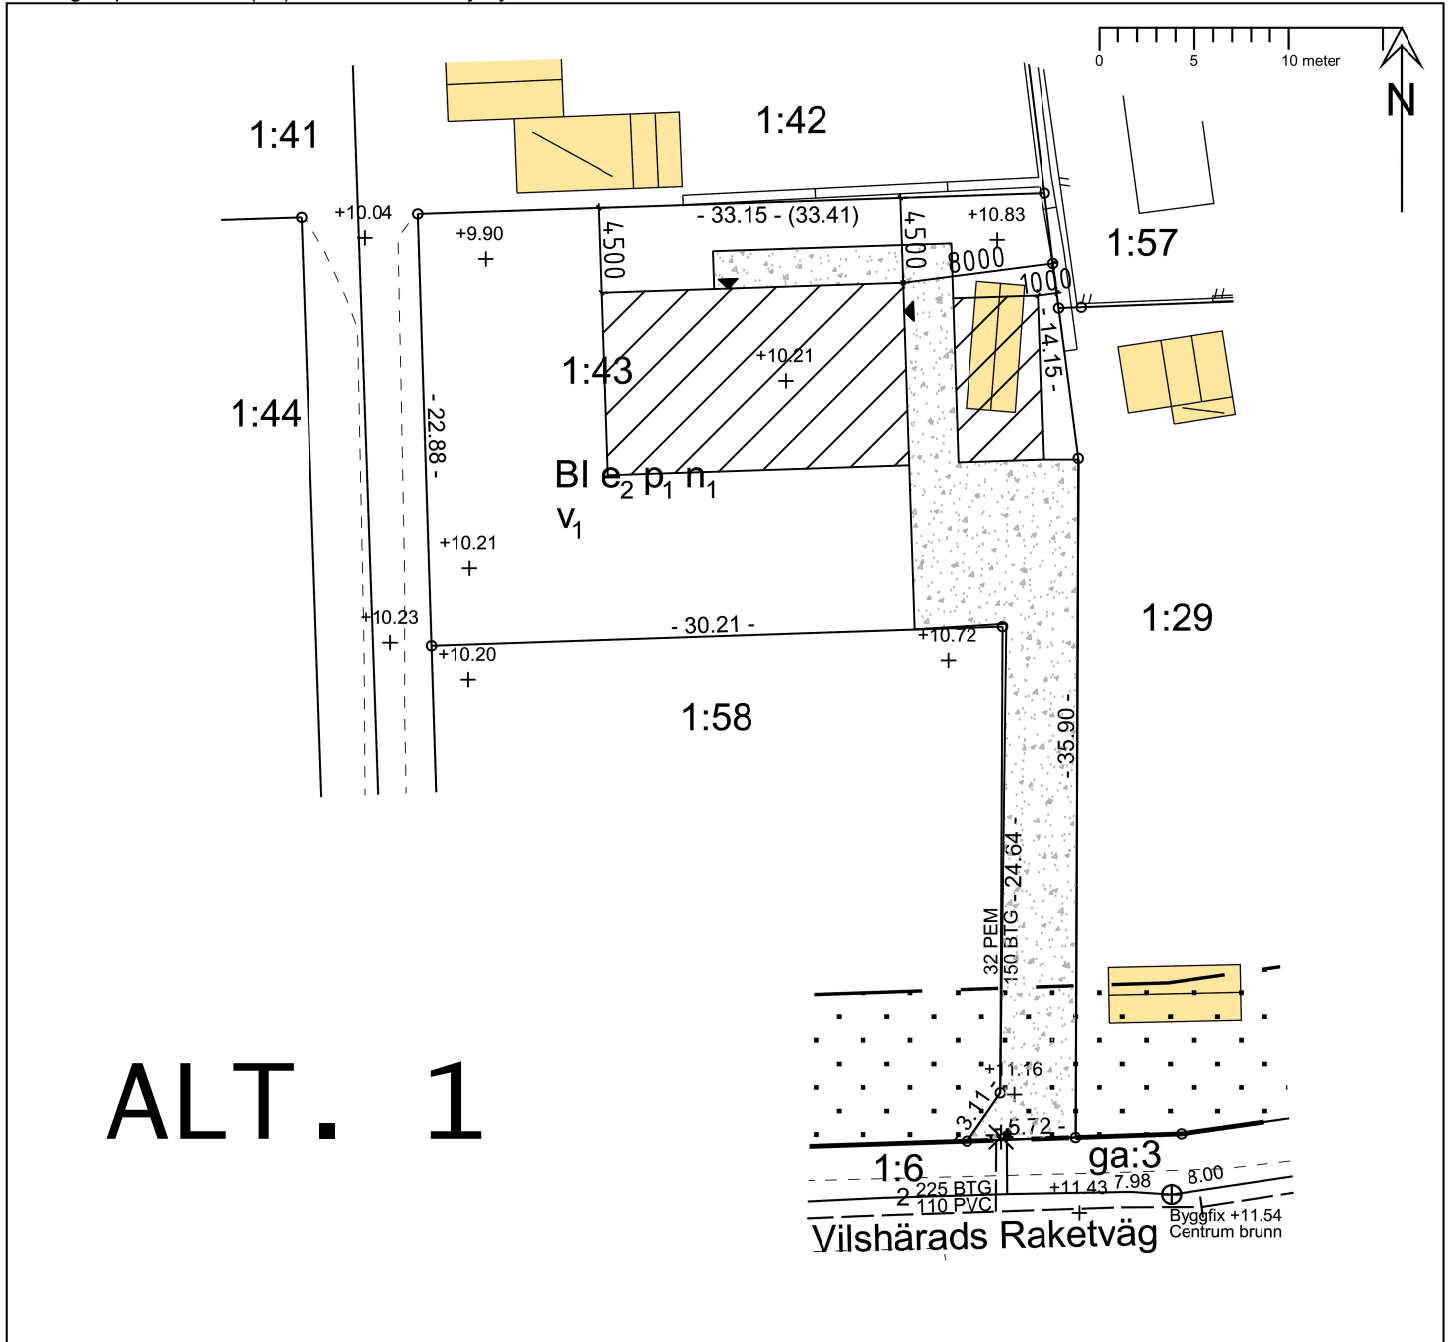 0 5 10 meter
N
1:41
1:42
+10.04
- 33.15 - (33.41)
+10.83
+9.90
4500
4500
8000
1:57
1000
- 14.15 -
+10.21
1:43
1:44
- 22.88 -
BI e2 p1 n1
v1
+10.21
+10.23
- 30.21 -
+10.72
1:29
+10.20
1:58
- 35.90 -
- 24.64 -
32 PEM
150 BTG
+11.16
- 3.11 -
- 5.72 -
ALT. 1
1:6
ga:3
2
225 BTG
110 PVC
+11.43
7.98
8.00
Byggfix +11.54
Centrum brunn
Vilshärads Raketväg